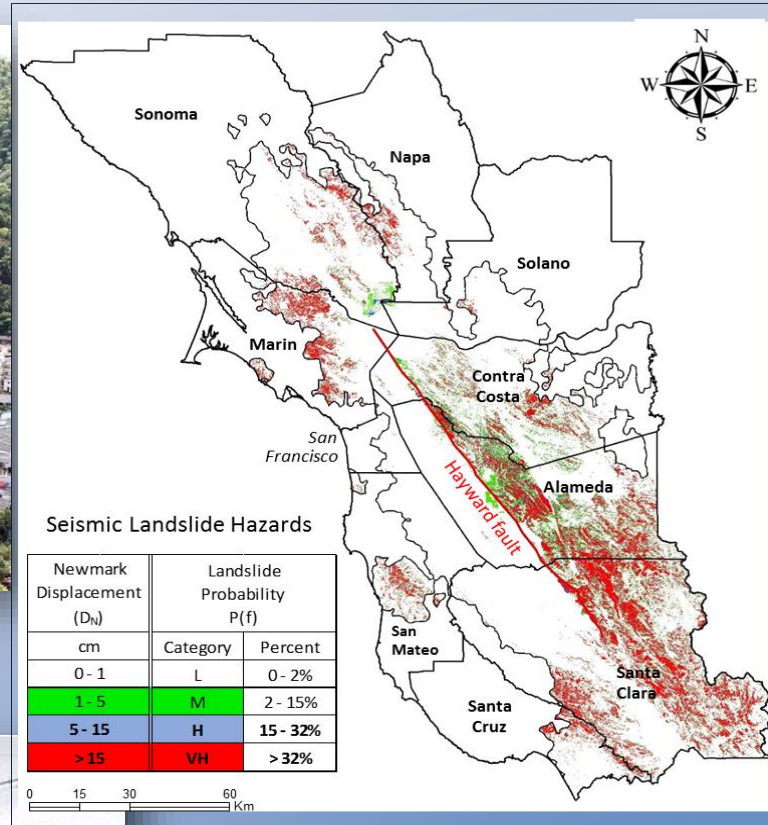 N
W E
S
Sonoma
Napa
Solano
Marin
Contra
Costa
San
Francisco
Alameda
Hayward fault
Seismic Landslide Hazards
Newmark
Displacement
(D_N)
Landslide
Probability
P(f)
cm Category Percent
0 - 1 L 0 - 2%
1 - 5 M 2 - 15%
5 - 15 H 15 - 32%
> 15 VH > 32%
San
Mateo
Santa
Clara
Santa
Cruz
0 15 30 60
Km